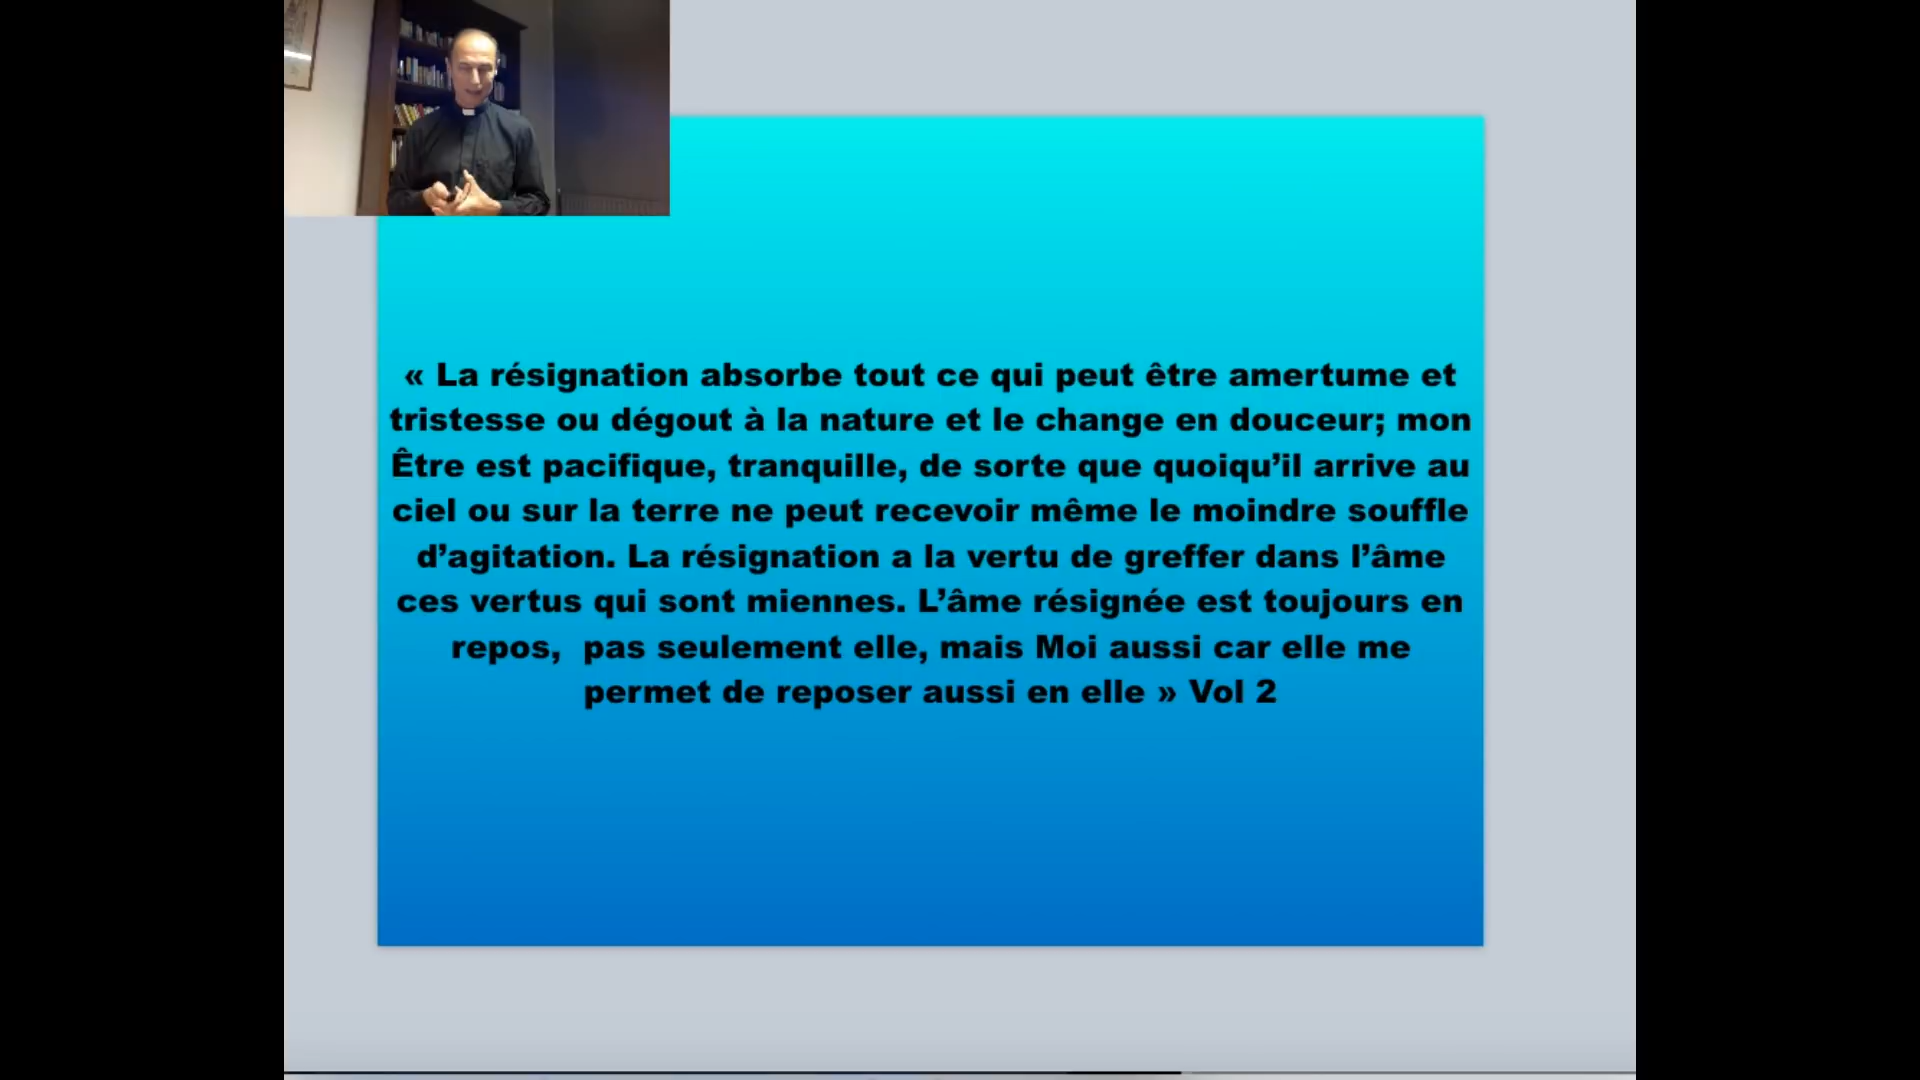 « La résignation absorbe tout ce qui peut être amertume et
tristesse ou dégout à la nature et le change en douceur; mon
Être est pacifique, tranquille, de sorte que quoiqu’il arrive au
ciel ou sur la terre ne peut recevoir même le moindre souffle
d’agitation. La résignation a la vertu de greffer dans l’âme
ces vertus qui sont miennes. L’âme résignée est toujours en
repos,  pas seulement elle, mais Moi aussi car elle me
permet de reposer aussi en elle » Vol 2